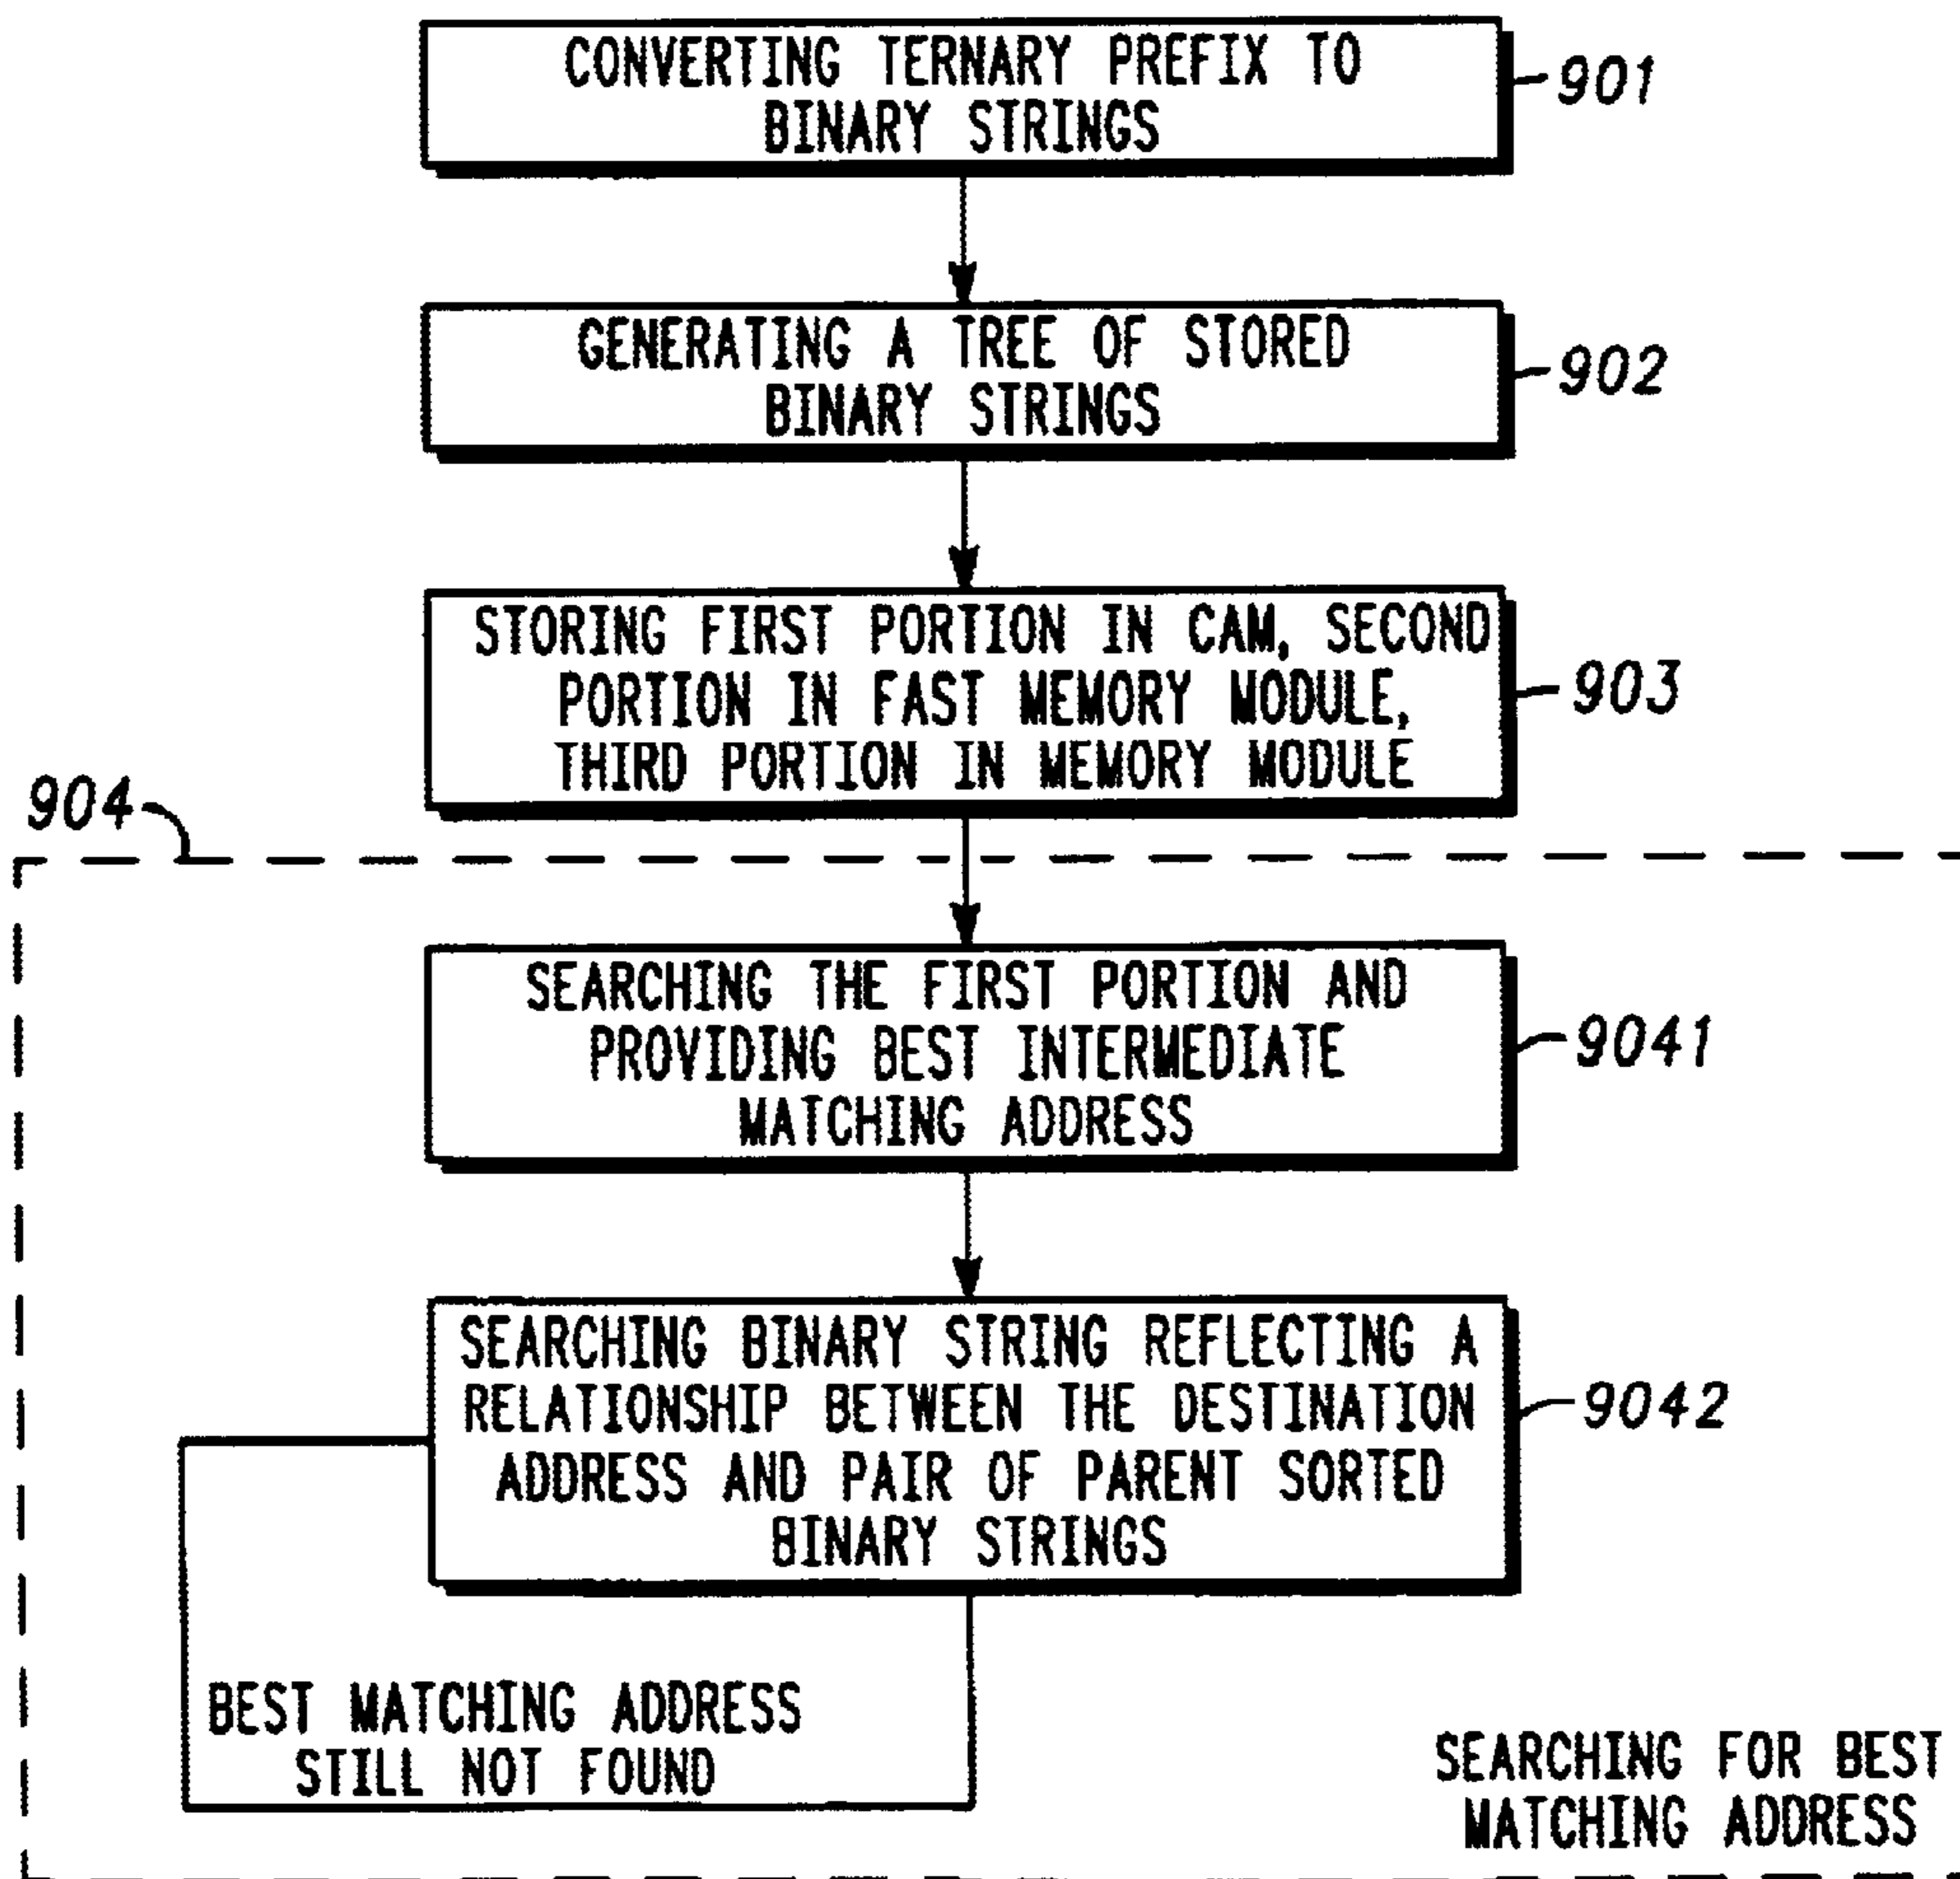 CONVERTING TERNARY PREFIX TO
BINARY STRINGS
901
GENERATING A TREE OF STORED
BINARY STRINGS
902
STORING FIRST PORTION IN CAM, SECOND
PORTION IN FAST MEMORY MODULE,
THIRD PORTION IN MEMORY MODULE
903
904
SEARCHING THE FIRST PORTION AND
PROVIDING BEST INTERMEDIATE
MATCHING ADDRESS
9041
SEARCHING BINARY STRING REFLECTING A
RELATIONSHIP BETWEEN THE DESTINATION
ADDRESS AND PAIR OF PARENT SORTED
BINARY STRINGS
9042
BEST MATCHING ADDRESS
STILL NOT FOUND
SEARCHING FOR BEST
MATCHING ADDRESS